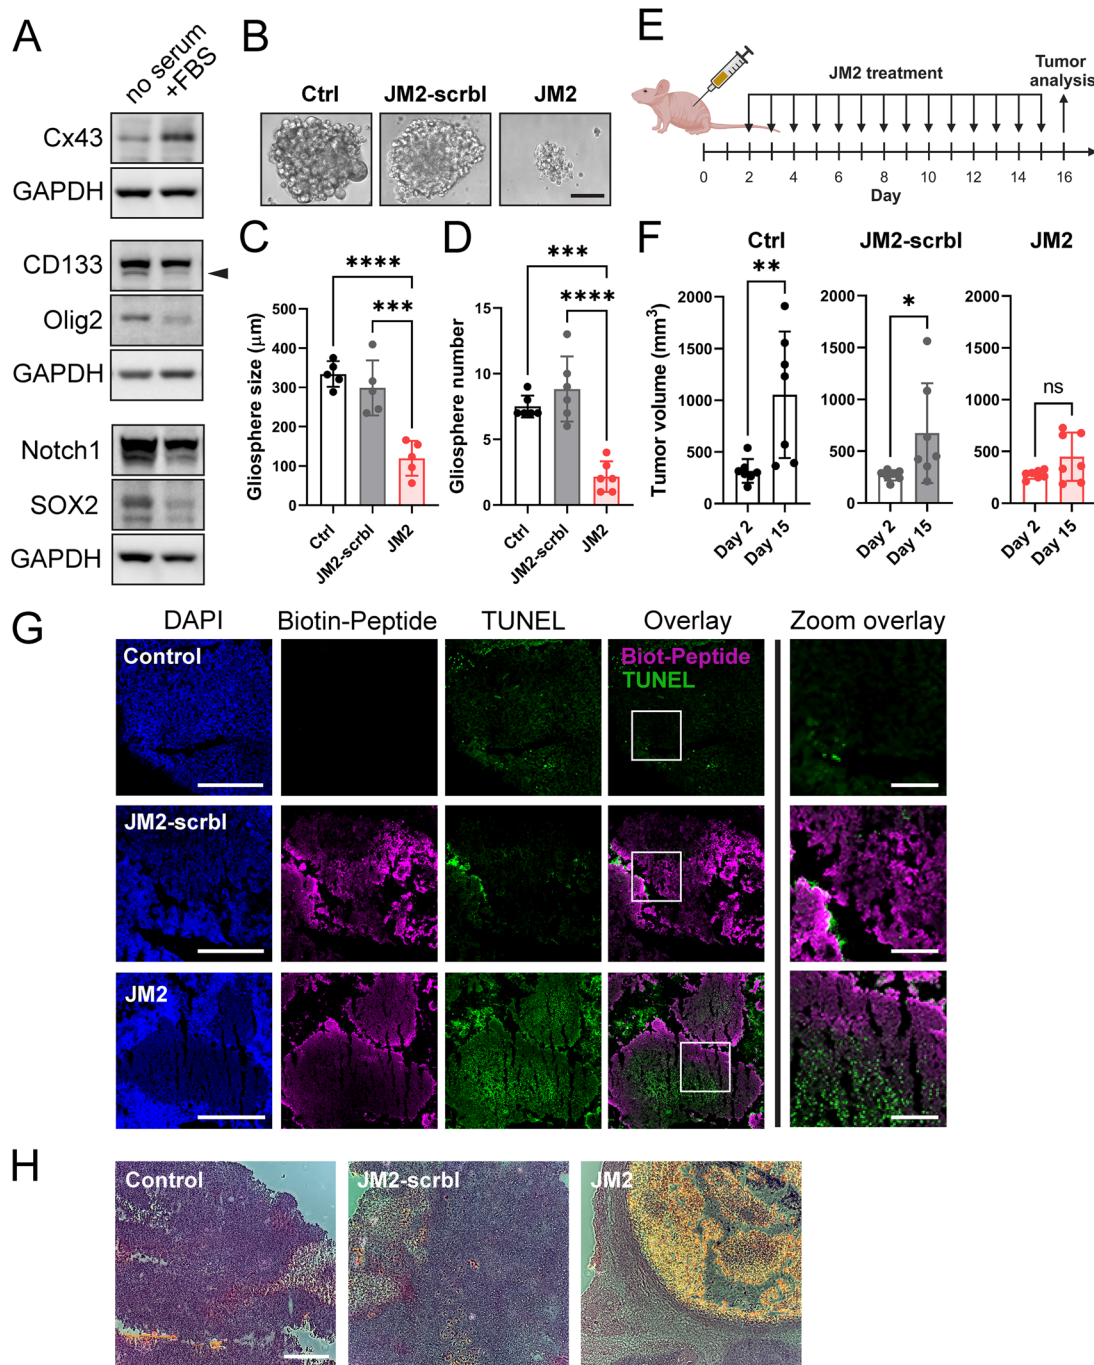 A
no serum
+FBS
Cx43
GAPDH
CD133
Olig2
GAPDH
Notch1
SOX2
GAPDH
B
Ctrl JM2-scrbl JM2
C
**** 
***
Gliosphere size (μm)
500
400
300
200
100
0
Ctrl
JM2-scrbl
JM2
D
***
****
Gliosphere number
15
10
5
0
Ctrl
JM2-scrbl
JM2
E
JM2 treatment
Tumor
analysis
0 2 4 6 8 10 12 14 16
Day
F
Ctrl
**
Tumor volume (mm³)
2000
1500
1000
500
0
Day 2
Day 15
JM2-scrbl
*
2000
1500
1000
500
0
Day 2
Day 15
JM2
ns
2000
1500
1000
500
0
Day 2
Day 15
G
DAPI Biotin-Peptide TUNEL Overlay Zoom overlay
Control
Biot-Peptide
TUNEL
JM2-scrbl
JM2
H
Control
JM2-scrbl
JM2